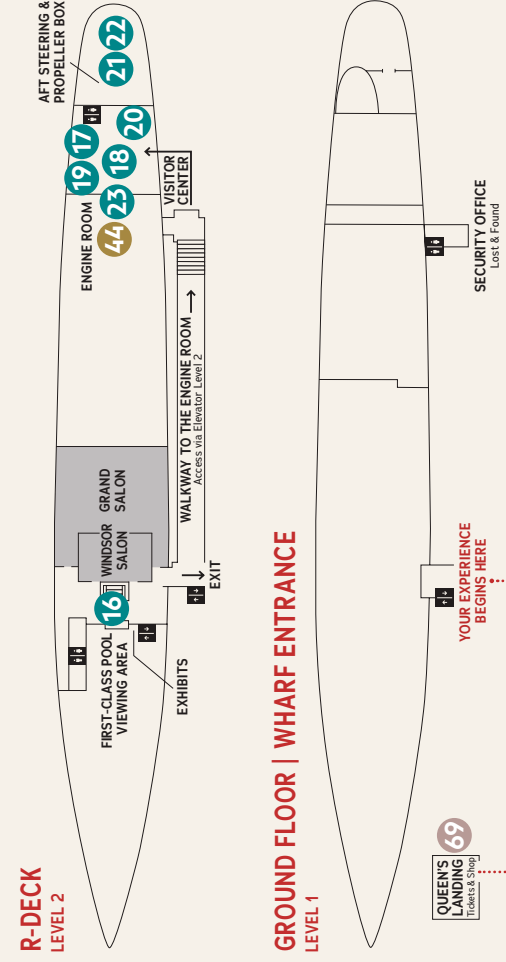 R-DECK
LEVEL 2
FIRST-CLASS POOL
VIEWING AREA
EXHIBITS
16
WINDSOR
SALON
GRAND
SALON
EXIT
WALKWAY TO THE ENGINE ROOM
Access via Elevator Level 2
ENGINE ROOM
44
23
19
17
18
20
VISITOR
CENTER
AFT STEERING &
PROPELLER BOX
21
22
GROUND FLOOR | WHARF ENTRANCE
LEVEL 1
QUEEN'S
LANDING
Tickets & Shop
69
YOUR EXPERIENCE
BEGINS HERE
SECURITY OFFICE
Lost & Found